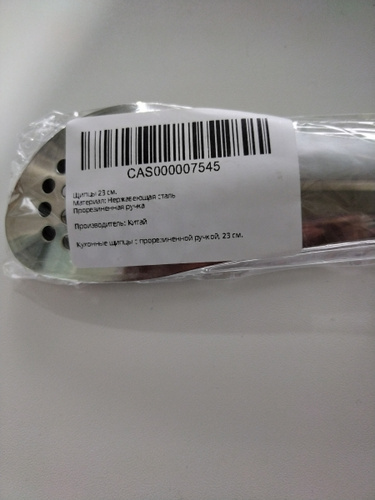 CAS000007545
Щипцы 23 см.
Материал: Нержавеющая сталь
Прорезиненная ручка
Производитель: Китай
Кухонные щипцы с прорезиненной ручкой, 23 см.